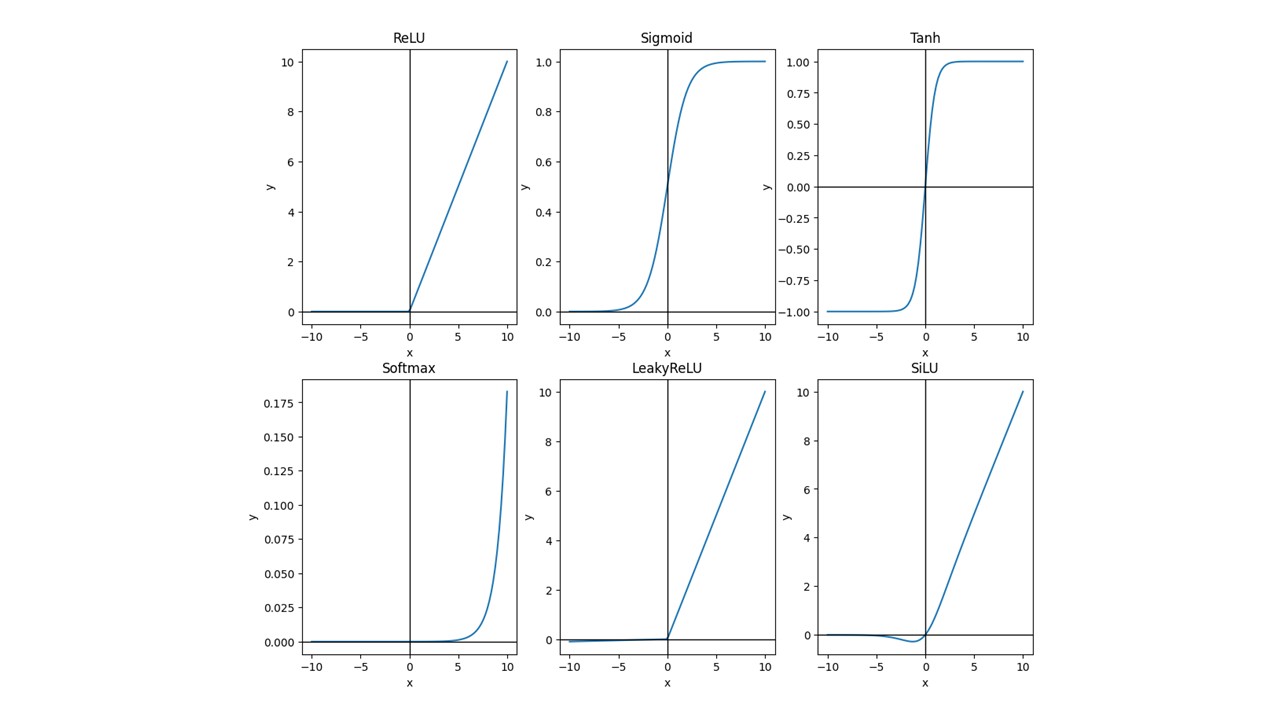 ReLU
10
8
6
4
2
0
y
−10 −5 0 5 10
x
Sigmoid
1.0
0.8
0.6
0.4
0.2
0.0
y
−10 −5 0 5 10
x
Tanh
1.00
0.75
0.50
0.25
0.00
−0.25
−0.50
−0.75
−1.00
y
−10 −5 0 5 10
x
Softmax
0.175
0.150
0.125
0.100
0.075
0.050
0.025
0.000
y
−10 −5 0 5 10
x
LeakyReLU
10
8
6
4
2
0
y
−10 −5 0 5 10
x
SiLU
10
8
6
4
2
0
y
−10 −5 0 5 10
x